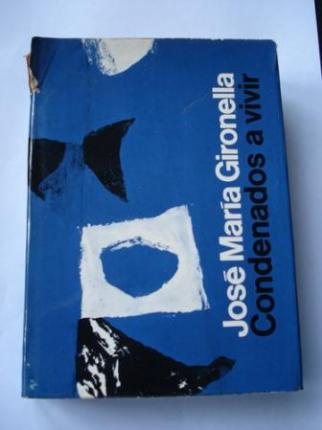 José María Gironella
Condenados a vivir